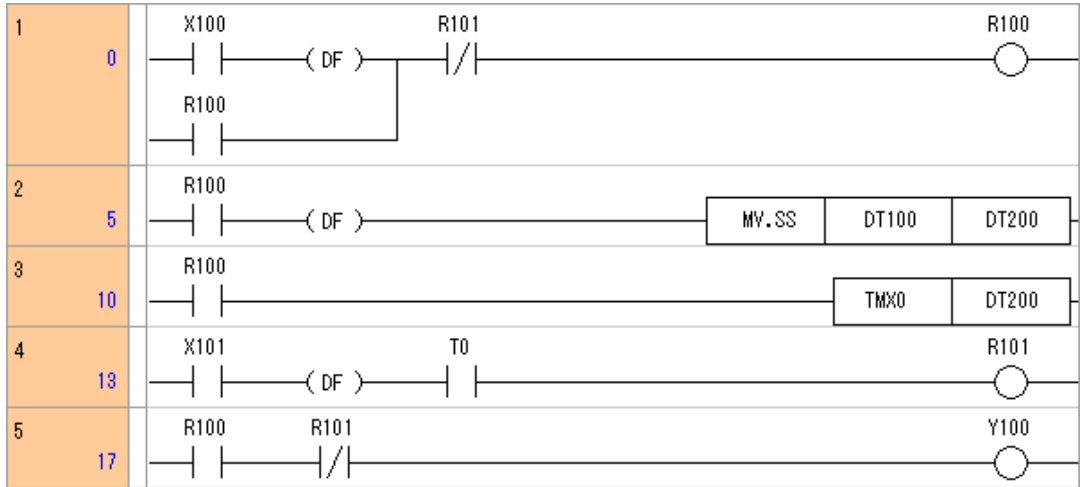 1 X100 R101 R100
0 ( DF )
R100
2 R100
5 ( DF ) MV.SS DT100 DT200
3 R100
10 TMX0 DT200
4 X101 T0 R101
13 ( DF )
5 R100 R101 Y100
17